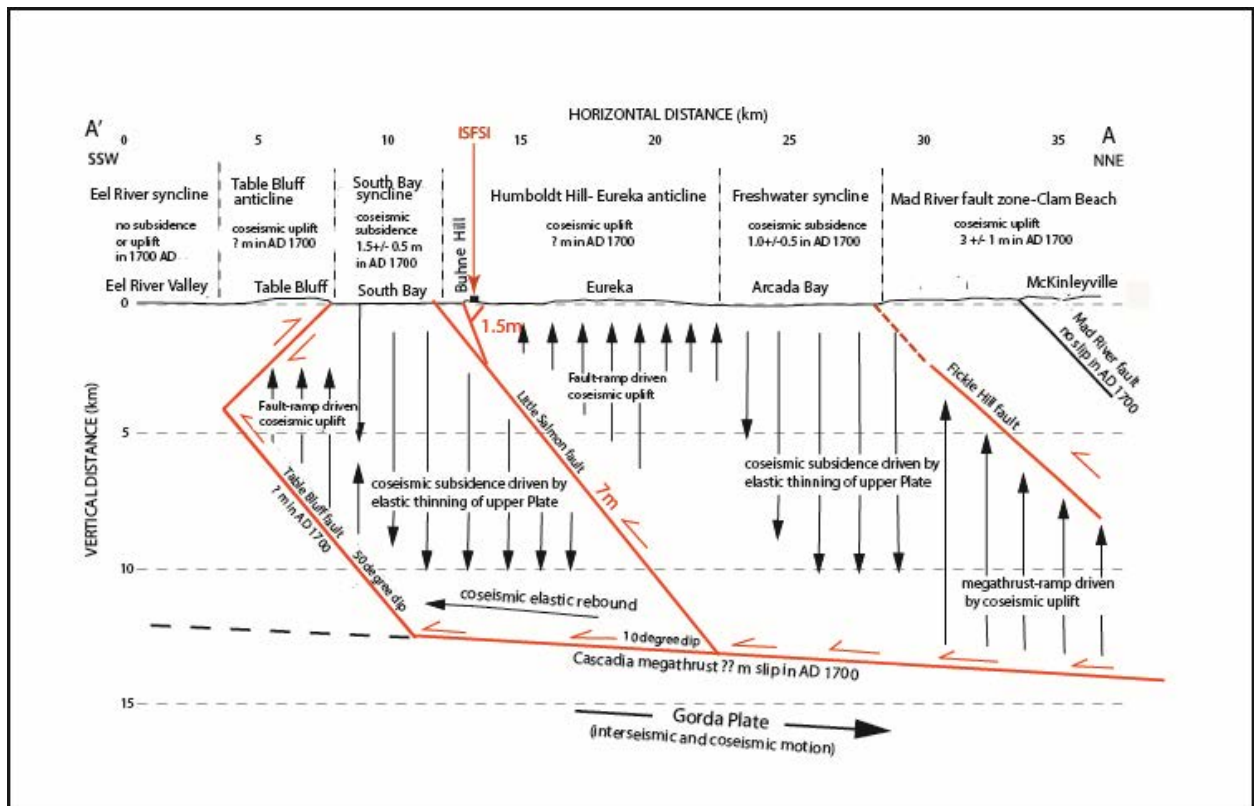 HORIZONTAL DISTANCE (km)
A'
0
5
10
15
20
25
30
35
A
SSW
NNE
ISFSI
Eel River syncline
no subsidence
or uplift
in 1700 AD
Eel River Valley
Table Bluff
anticline
coseismic uplift
? m in AD 1700
Table Bluff
South Bay
syncline
coseismic
subsidence
1.5+/- 0.5 m
in AD 1700
South Bay
Buhne Hill
Humboldt Hill- Eureka anticline
coseismic uplift
? m in AD 1700
Eureka
Freshwater syncline
coseismic subsidence
1.0+/-0.5 in AD 1700
Arcada Bay
Mad River fault zone-Clam Beach
coseismic uplift
3 +/- 1 m in AD 1700
McKinleyville
VERTICAL DISTANCE (km)
0
5
10
15
1.5m
Mad River fault
no slip in AD 1700
Fault-ramp driven
coseismic uplift
Fault-ramp driven
coseismic uplift
Little Salmon fault
7m
Fickle Hill fault
Table Bluff fault
? m in AD 1700
50 degree dip
coseismic subsidence driven by
elastic thinning of upper Plate
coseismic subsidence driven by
elastic thinning of upper Plate
megathrust-ramp driven
by coseismic uplift
coseismic elastic rebound
10 degree dip
Cascadia megathrust ?? m slip in AD 1700
Gorda Plate
(interseismic and coseismic motion)